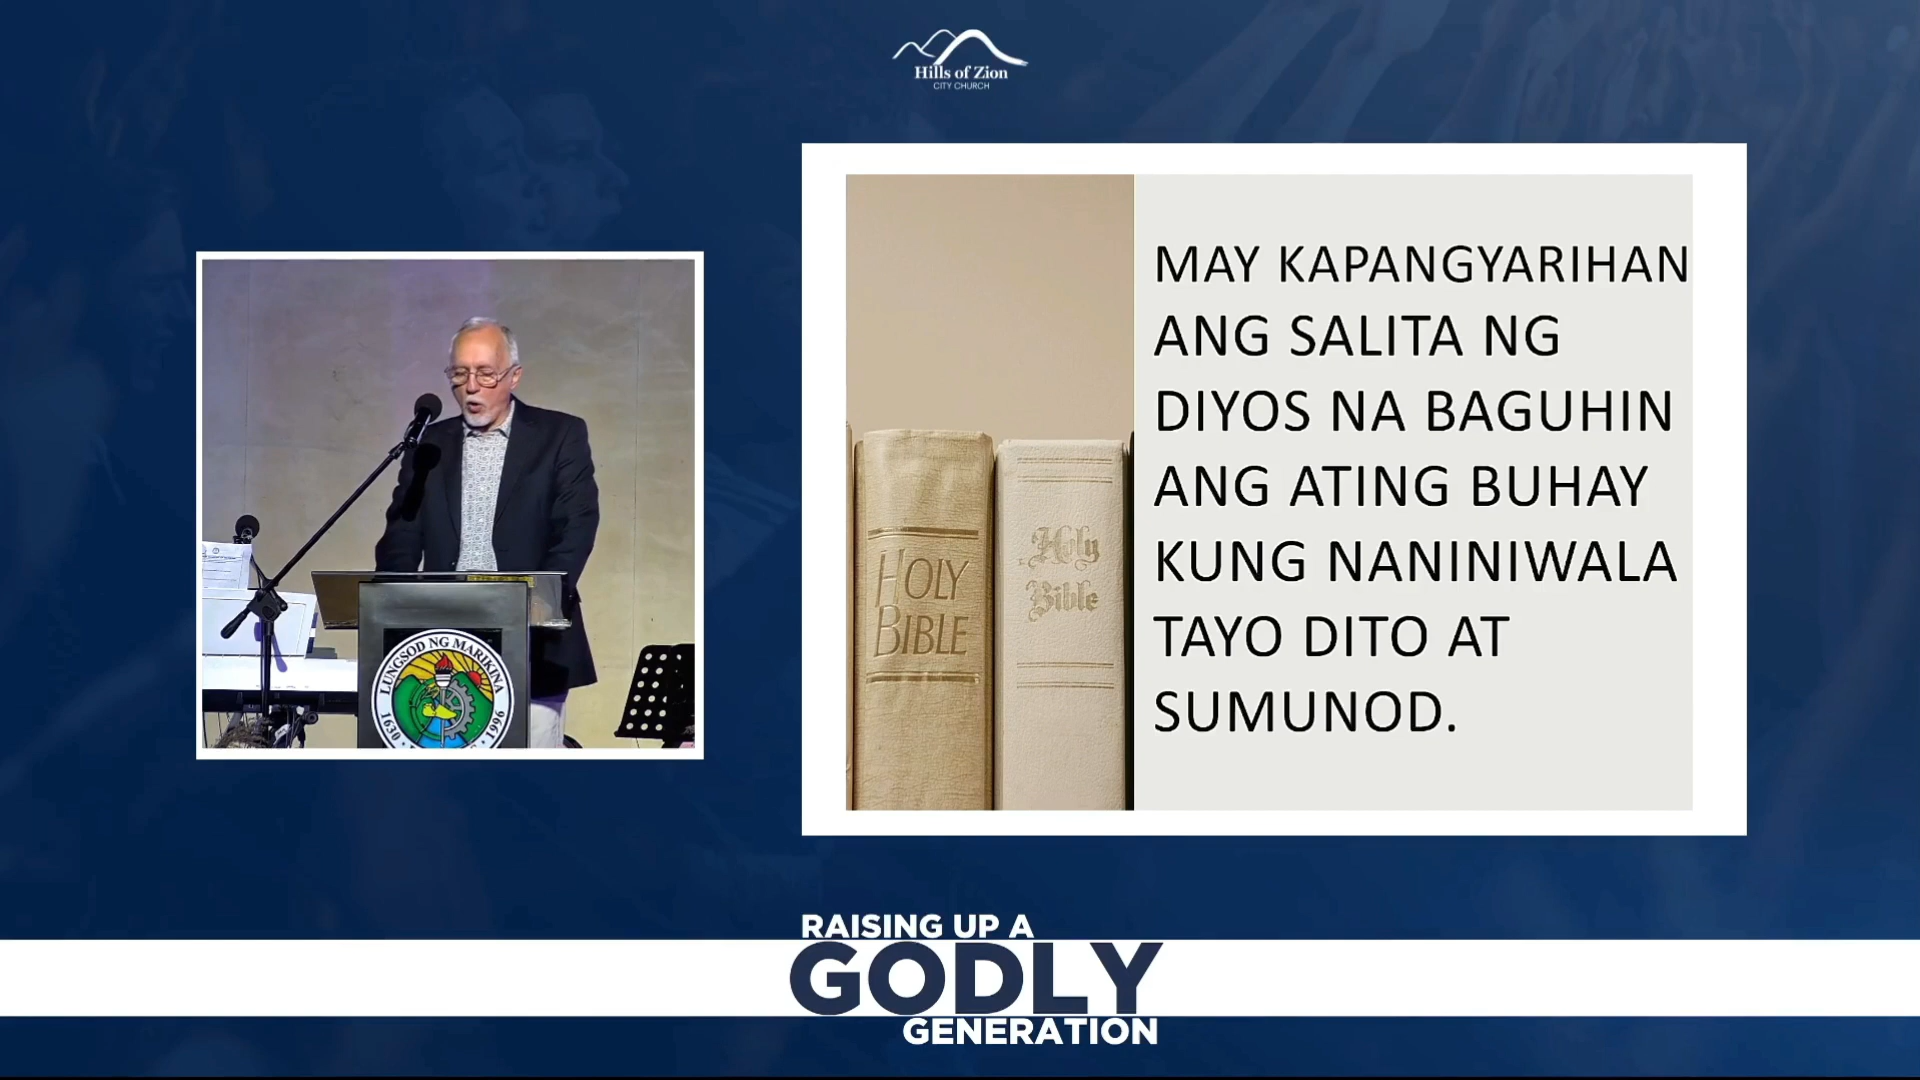 Hills of Zion
CITY CHURCH
MAY KAPANGYARIHAN
ANG SALITA NG
DIYOS NA BAGUHIN
ANG ATING BUHAY
KUNG NANINIWALA
TAYO DITO AT
SUMUNOD.
HOLY
BIBLE
Holy
Bible
LUNGSOD NG MARIKINA
1630
1996
RAISING UP A
GODLY
GENERATION